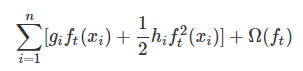 $$\sum_{i=1}^{n} [g_i f_t(x_i) + \frac{1}{2} h_i f_t^2(x_i)] + \Omega(f_t)$$